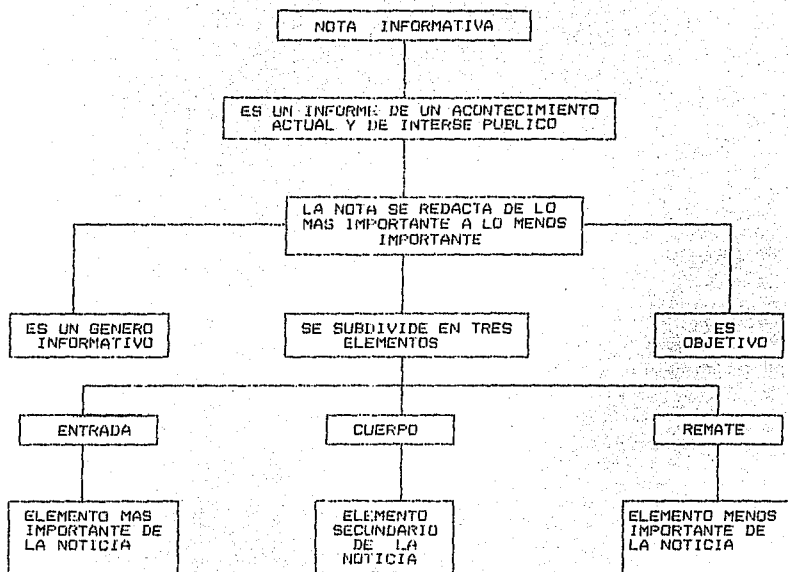 NOTA INFORMATIVA
ES UN INFORME DE UN ACONTECIMIENTO
ACTUAL Y DE INTERSE PUBLICO
LA NOTA SE REDACTA DE LO
MAS IMPORTANTE A LO MENOS
IMPORTANTE
ES UN GENERO
INFORMATIVO
SE SUBDIVIDE EN TRES
ELEMENTOS
ES
OBJETIVO
ENTRADA
CUERPO
REMATE
ELEMENTO MAS
IMPORTANTE DE
LA NOTICIA
ELEMENTO
SECUNDARIO
DE LA
NOTICIA
ELEMENTO MENOS
IMPORTANTE DE
LA NOTICIA